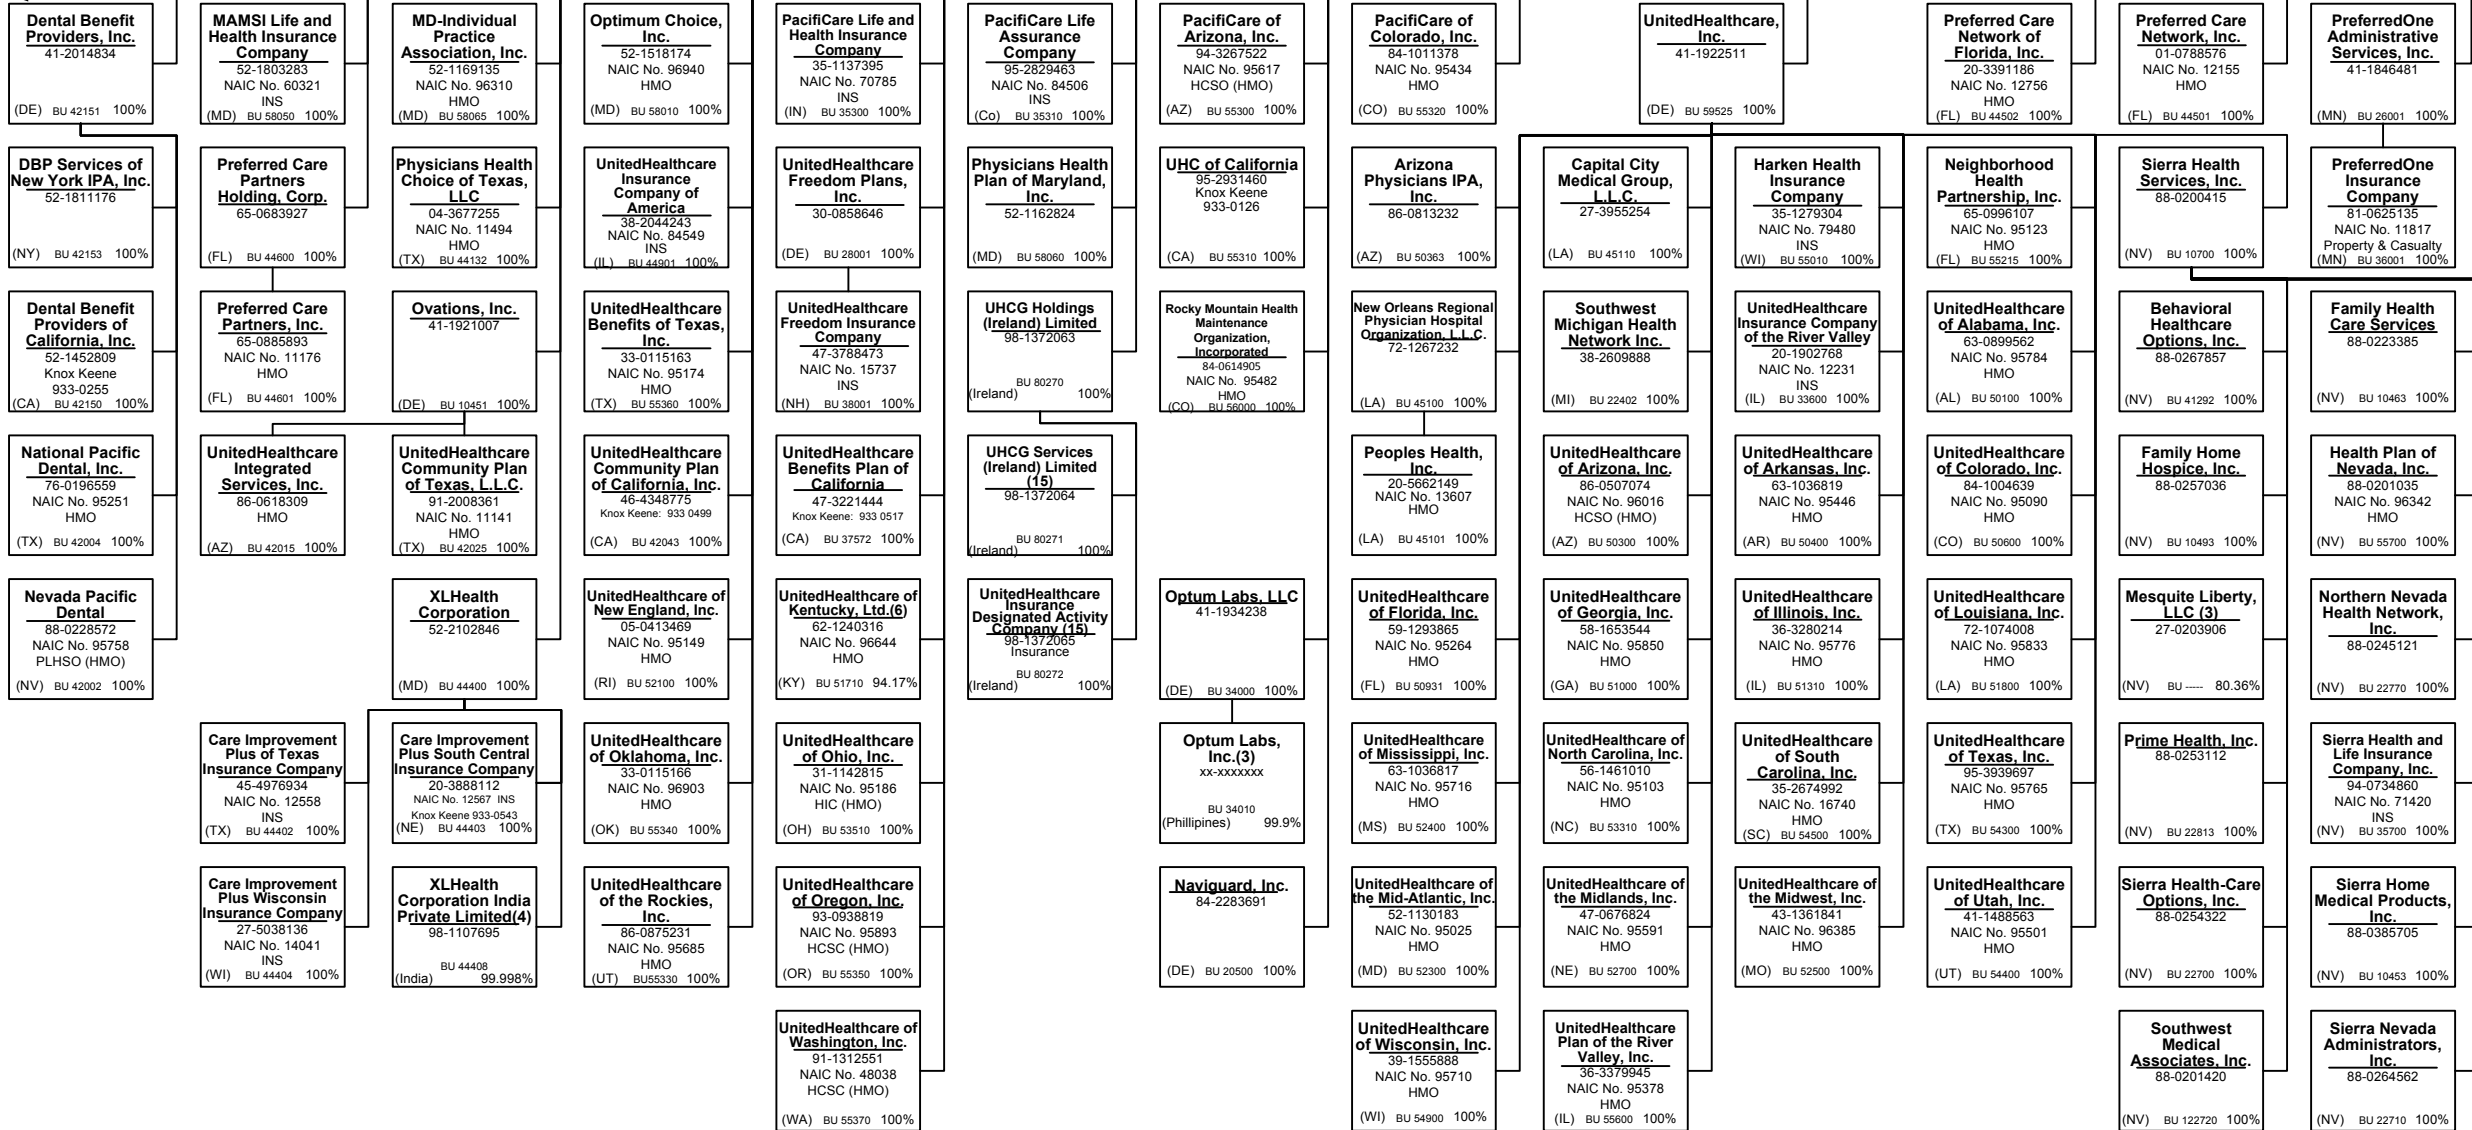 Dental Benefit
Providers, Inc.
41-2014834
(DE) BU 42151 100%
MAMSI Life and
Health Insurance
Company
52-1803283
NAIC No. 60321
INS
(MD) BU 58050 100%
MD-Individual
Practice
Association, Inc.
52-1169135
NAIC No. 96310
HMO
(MD) BU 58065 100%
Optimum Choice,
Inc.
52-1518174
NAIC No. 96940
HMO
(MD) BU 58010 100%
PacifiCare Life and
Health Insurance
Company
35-1137395
NAIC No. 70785
INS
(IN) BU 35300 100%
PacifiCare Life
Assurance
Company
95-2829463
NAIC No. 84506
INS
(Co) BU 35310 100%
PacifiCare of
Arizona, Inc.
94-3267522
NAIC No. 95617
HCSO (HMO)
(AZ) BU 55300 100%
PacifiCare of
Colorado, Inc.
84-1011378
NAIC No. 95434
HMO
(CO) BU 55320 100%
UnitedHealthcare,
Inc.
41-1922511
(DE) BU 59525 100%
Preferred Care
Network of
Florida, Inc.
20-3391186
NAIC No. 12756
HMO
(FL) BU 44502 100%
Preferred Care
Network, Inc.
01-0788576
NAIC No. 12155
HMO
(FL) BU 44501 100%
PreferredOne
Administrative
Services, Inc.
41-1846481
(MN) BU 26001 100%
DBP Services of
New York IPA, Inc.
52-1811176
(NY) BU 42153 100%
Preferred Care
Partners
Holding, Corp.
65-0683927
(FL) BU 44600 100%
Physicians Health
Choice of Texas,
LLC
04-3677255
NAIC No. 11494
HMO
(TX) BU 44132 100%
UnitedHealthcare
Insurance
Company of
America
38-2044243
NAIC No. 84549
INS
(IL) BU 44901 100%
UnitedHealthcare
Freedom Plans,
Inc.
30-0858646
(DE) BU 28001 100%
Physicians Health
Plan of Maryland,
Inc.
52-1162824
(MD) BU 58060 100%
UHC of California
95-2931460
Knox Keene
933-0126
(CA) BU 55310 100%
Arizona
Physicians IPA,
Inc.
86-0813232
(AZ) BU 50363 100%
Capital City
Medical Group,
L.L.C.
27-3955254
(LA) BU 45110 100%
Harken Health
Insurance
Company
35-1279304
NAIC No. 79480
INS
(WI) BU 55010 100%
Neighborhood
Health
Partnership, Inc.
65-0996107
NAIC No. 95123
HMO
(FL) BU 55215 100%
Sierra Health
Services, Inc.
88-0200415
(NV) BU 10700 100%
PreferredOne
Insurance
Company
81-0625135
NAIC No. 11817
Property & Casualty
(MN) BU 36001 100%
Dental Benefit
Providers of
California, Inc.
52-1452809
Knox Keene
933-0255
(CA) BU 42150 100%
Preferred Care
Partners, Inc.
65-0885893
NAIC No. 11176
HMO
(FL) BU 44601 100%
Ovations, Inc.
41-1921007
(DE) BU 10451 100%
UnitedHealthcare
Benefits of Texas,
Inc.
33-0115163
NAIC No. 95174
HMO
(TX) BU 55360 100%
UnitedHealthcare
Freedom Insurance
Company
47-3788473
NAIC No. 15737
INS
(NH) BU 38001 100%
UHCG Holdings
(Ireland) Limited
98-1372063
BU 80270
(Ireland) 100%
Rocky Mountain Health
Maintenance
Organization,
Incorporated
84-0614905
NAIC No. 95482
HMO
(CO) BU 56000 100%
New Orleans Regional
Physician Hospital
Organization, L.L.C.
72-1267232
(LA) BU 45100 100%
Southwest
Michigan Health
Network Inc.
38-2609888
(MI) BU 22402 100%
UnitedHealthcare
Insurance Company
of the River Valley
20-1902768
NAIC No. 12231
INS
(IL) BU 33600 100%
UnitedHealthcare
of Alabama, Inc.
63-0899562
NAIC No. 95784
HMO
(AL) BU 50100 100%
Behavioral
Healthcare
Options, Inc.
88-0267857
(NV) BU 41292 100%
Family Health
Care Services
88-0223385
(NV) BU 10463 100%
National Pacific
Dental, Inc.
76-0196559
NAIC No. 95251
HMO
(TX) BU 42004 100%
UnitedHealthcare
Integrated
Services, Inc.
86-0618309
HMO
(AZ) BU 42015 100%
UnitedHealthcare
Community Plan
of Texas, L.L.C.
91-2008361
NAIC No. 11141
HMO
(TX) BU 42025 100%
UnitedHealthcare
Community Plan
of California, Inc.
46-4348775
Knox Keene: 933 0499
(CA) BU 42043 100%
UnitedHealthcare
Benefits Plan of
California
47-3221444
Knox Keene: 933 0517
(CA) BU 37572 100%
UHCG Services
(Ireland) Limited
(15)
98-1372064
BU 80271
(Ireland) 100%
Peoples Health,
Inc.
20-5662149
NAIC No. 13607
HMO
(LA) BU 45101 100%
UnitedHealthcare
of Arizona, Inc.
86-0507074
NAIC No. 96016
HCSO (HMO)
(AZ) BU 50300 100%
UnitedHealthcare
of Arkansas, Inc.
63-1036819
NAIC No. 95446
HMO
(AR) BU 50400 100%
UnitedHealthcare
of Colorado, Inc.
84-1004639
NAIC No. 95090
HMO
(CO) BU 50600 100%
Family Home
Hospice, Inc.
88-0257036
(NV) BU 10493 100%
Health Plan of
Nevada, Inc.
88-0201035
NAIC No. 96342
HMO
(NV) BU 55700 100%
Nevada Pacific
Dental
88-0228572
NAIC No. 95758
PLHSO (HMO)
(NV) BU 42002 100%
XLHealth
Corporation
52-2102846
(MD) BU 44400 100%
UnitedHealthcare of
New England, Inc.
05-0413469
NAIC No. 95149
HMO
(RI) BU 52100 100%
UnitedHealthcare of
Kentucky, Ltd.(6)
62-1240316
NAIC No. 96644
HMO
(KY) BU 51710 94.17%
UnitedHealthcare
Insurance
Designated Activity
Company (15)
98-1372065
Insurance
BU 80272
(Ireland) 100%
Optum Labs, LLC
41-1934238
(DE) BU 34000 100%
UnitedHealthcare
of Florida, Inc.
59-1293865
NAIC No. 95264
HMO
(FL) BU 50931 100%
UnitedHealthcare
of Georgia, Inc.
58-1653544
NAIC No. 95850
HMO
(GA) BU 51000 100%
UnitedHealthcare
of Illinois, Inc.
36-3280214
NAIC No. 95776
HMO
(IL) BU 51310 100%
UnitedHealthcare
of Louisiana, Inc.
72-1074008
NAIC No. 95833
HMO
(LA) BU 51800 100%
Mesquite Liberty,
LLC (3)
27-0203906
(NV) BU ----- 80.36%
Northern Nevada
Health Network,
Inc.
88-0245121
(NV) BU 22770 100%
Care Improvement
Plus of Texas
Insurance Company
45-4976934
NAIC No. 12558
INS
(TX) BU 44402 100%
Care Improvement
Plus South Central
Insurance Company
20-3888112
NAIC No. 12567 INS
Knox Keene 933-0543
(NE) BU 44403 100%
UnitedHealthcare
of Oklahoma, Inc.
33-0115166
NAIC No. 96903
HMO
(OK) BU 55340 100%
UnitedHealthcare
of Ohio, Inc.
31-1142815
NAIC No. 95186
HIC (HMO)
(OH) BU 53510 100%
Optum Labs,
Inc.(3)
xx-xxxxxxx
BU 34010
(Phillipines) 99.9%
UnitedHealthcare
of Mississippi, Inc.
63-1036817
NAIC No. 95716
HMO
(MS) BU 52400 100%
UnitedHealthcare of
North Carolina, Inc.
56-1461010
NAIC No. 95103
HMO
(NC) BU 53310 100%
UnitedHealthcare
of South
Carolina, Inc.
35-2674992
NAIC No. 16740
HMO
(SC) BU 54500 100%
UnitedHealthcare
of Texas, Inc.
95-3939697
NAIC No. 95765
HMO
(TX) BU 54300 100%
Prime Health, Inc.
88-0253112
(NV) BU 22813 100%
Sierra Health and
Life Insurance
Company, Inc.
94-0734860
NAIC No. 71420
INS
(NV) BU 35700 100%
Care Improvement
Plus Wisconsin
Insurance Company
27-5038136
NAIC No. 14041
INS
(WI) BU 44404 100%
XLHealth
Corporation India
Private Limited(4)
98-1107695
BU 44408
(India) 99.998%
UnitedHealthcare
of the Rockies,
Inc.
86-0875231
NAIC No. 95685
HMO
(UT) BU55330 100%
UnitedHealthcare
of Oregon, Inc.
93-0938819
NAIC No. 95893
HCSC (HMO)
(OR) BU 55350 100%
Naviguard, Inc.
84-2283691
(DE) BU 20500 100%
UnitedHealthcare of
the Mid-Atlantic, Inc.
52-1130183
NAIC No. 95025
HMO
(MD) BU 52300 100%
UnitedHealthcare of
the Midlands, Inc.
47-0676824
NAIC No. 95591
HMO
(NE) BU 52700 100%
UnitedHealthcare of
the Midwest, Inc.
43-1361841
NAIC No. 96385
HMO
(MO) BU 52500 100%
UnitedHealthcare
of Utah, Inc.
41-1488563
NAIC No. 95501
HMO
(UT) BU 54400 100%
Sierra Health-Care
Options, Inc.
88-0254322
(NV) BU 22700 100%
Sierra Home
Medical Products,
Inc.
88-0385705
(NV) BU 10453 100%
UnitedHealthcare of
Washington, Inc.
91-1312551
NAIC No. 48038
HCSC (HMO)
(WA) BU 55370 100%
UnitedHealthcare
of Wisconsin, Inc.
39-1555888
NAIC No. 95710
HMO
(WI) BU 54900 100%
UnitedHealthcare
Plan of the River
Valley, Inc.
36-3379945
NAIC No. 95378
HMO
(IL) BU 55600 100%
Southwest
Medical
Associates, Inc.
88-0201420
(NV) BU 122720 100%
Sierra Nevada
Administrators,
Inc.
88-0264562
(NV) BU 22710 100%